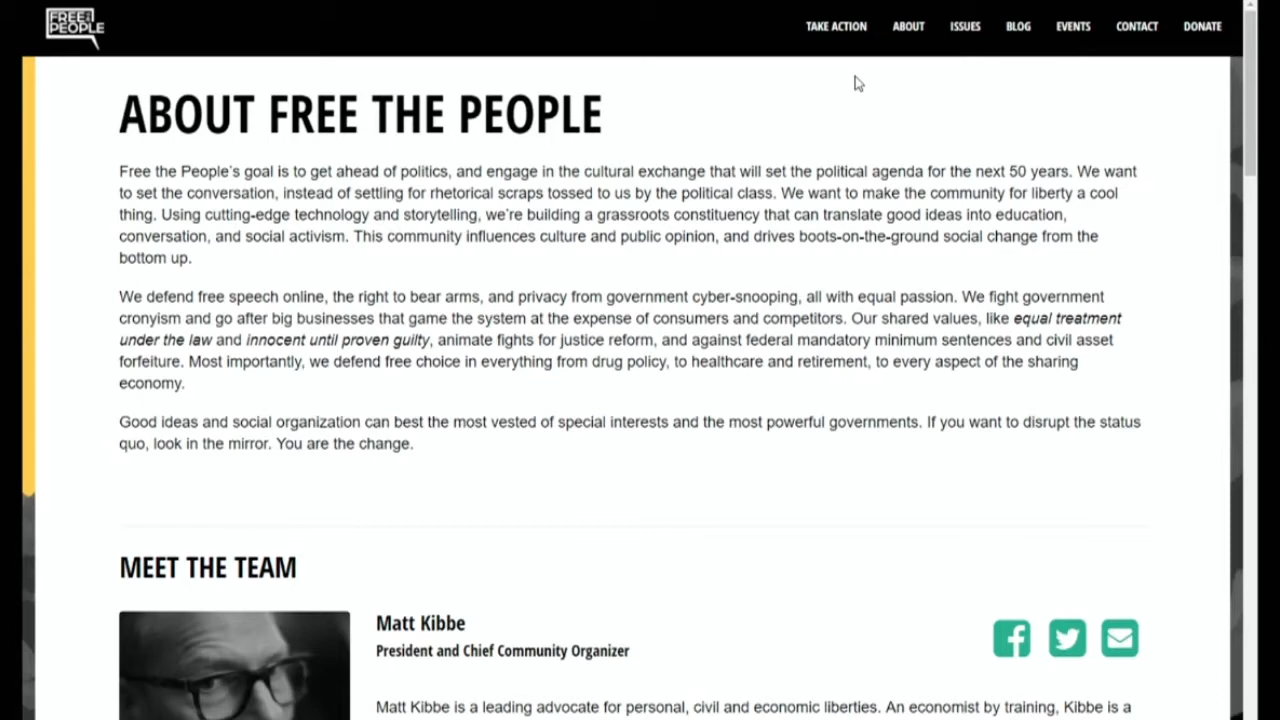 FREE THE
PEOPLE
TAKE ACTION ABOUT ISSUES BLOG EVENTS CONTACT DONATE
ABOUT FREE THE PEOPLE
Free the People’s goal is to get ahead of politics, and engage in the cultural exchange that will set the political agenda for the next 50 years. We want
to set the conversation, instead of settling for rhetorical scraps tossed to us by the political class. We want to make the community for liberty a cool
thing. Using cutting-edge technology and storytelling, we’re building a grassroots constituency that can translate good ideas into education,
conversation, and social activism. This community influences culture and public opinion, and drives boots-on-the-ground social change from the
bottom up.
We defend free speech online, the right to bear arms, and privacy from government cyber-snooping, all with equal passion. We fight government
cronyism and go after big businesses that game the system at the expense of consumers and competitors. Our shared values, like equal treatment
under the law and innocent until proven guilty, animate fights for justice reform, and against federal mandatory minimum sentences and civil asset
forfeiture. Most importantly, we defend free choice in everything from drug policy, to healthcare and retirement, to every aspect of the sharing
economy.
Good ideas and social organization can best the most vested of special interests and the most powerful governments. If you want to disrupt the status
quo, look in the mirror. You are the change.
MEET THE TEAM
Matt Kibbe
President and Chief Community Organizer
Matt Kibbe is a leading advocate for personal, civil and economic liberties. An economist by training, Kibbe is a